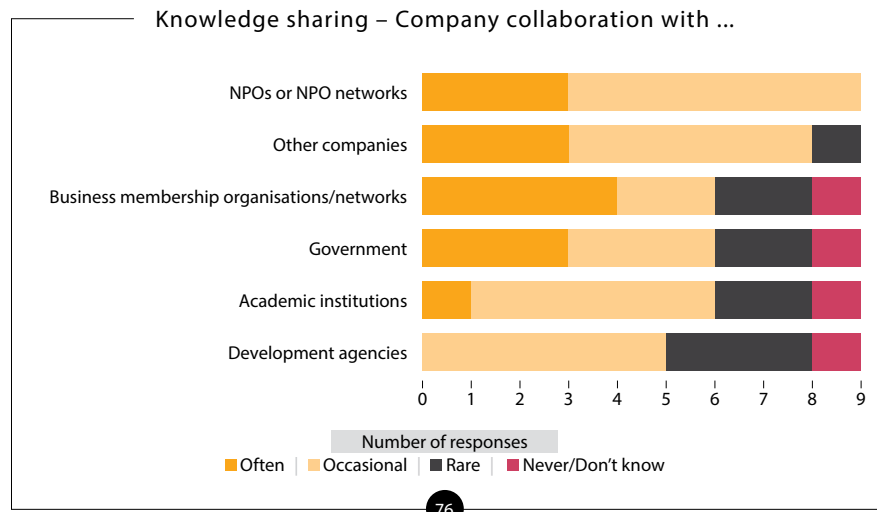 Knowledge sharing – Company collaboration with ...
NPOs or NPO networks
Other companies
Business membership organisations/networks
Government
Academic institutions
Development agencies
0 1 2 3 4 5 6 7 8 9
Number of responses
Often | Occasional | Rare | Never/Don't know
76